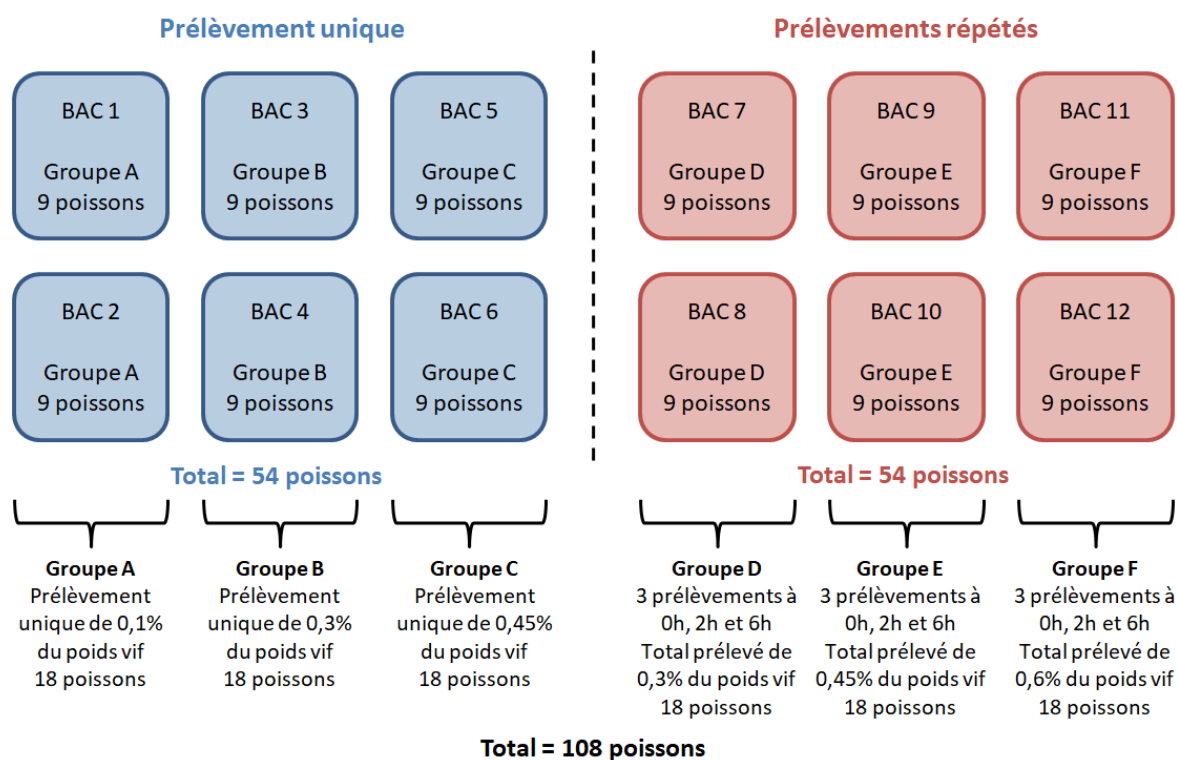 Prélèvement unique
BAC 1
Groupe A
9 poissons
BAC 3
Groupe B
9 poissons
BAC 5
Groupe C
9 poissons
BAC 2
Groupe A
9 poissons
BAC 4
Groupe B
9 poissons
BAC 6
Groupe C
9 poissons
Total = 54 poissons
Groupe A
Prélèvement
unique de 0,1%
du poids vif
18 poissons
Groupe B
Prélèvement
unique de 0,3%
du poids vif
18 poissons
Groupe C
Prélèvement
unique de 0,45%
du poids vif
18 poissons
Prélèvements répétés
BAC 7
Groupe D
9 poissons
BAC 9
Groupe E
9 poissons
BAC 11
Groupe F
9 poissons
BAC 8
Groupe D
9 poissons
BAC 10
Groupe E
9 poissons
BAC 12
Groupe F
9 poissons
Total = 54 poissons
Groupe D
3 prélèvements à
0h, 2h et 6h
Total prélevé de
0,3% du poids vif
18 poissons
Groupe E
3 prélèvements à
0h, 2h et 6h
Total prélevé de
0,45% du poids vif
18 poissons
Groupe F
3 prélèvements à
0h, 2h et 6h
Total prélevé de
0,6% du poids vif
18 poissons
Total = 108 poissons